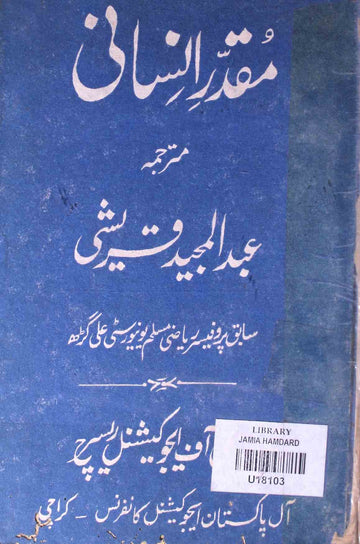 مُقدّرِ انسانی
مترجمہ
عبدالمجید قریشی
سابق پروفیسر ریاضی مسلم یونیورسٹی علی گڑھ
آف ایجوکیشنل ریسرچ
آل پاکستان ایجوکیشنل کانفرنس - کراچی
LIBRARY
JAMIA HAMDARD
U18103